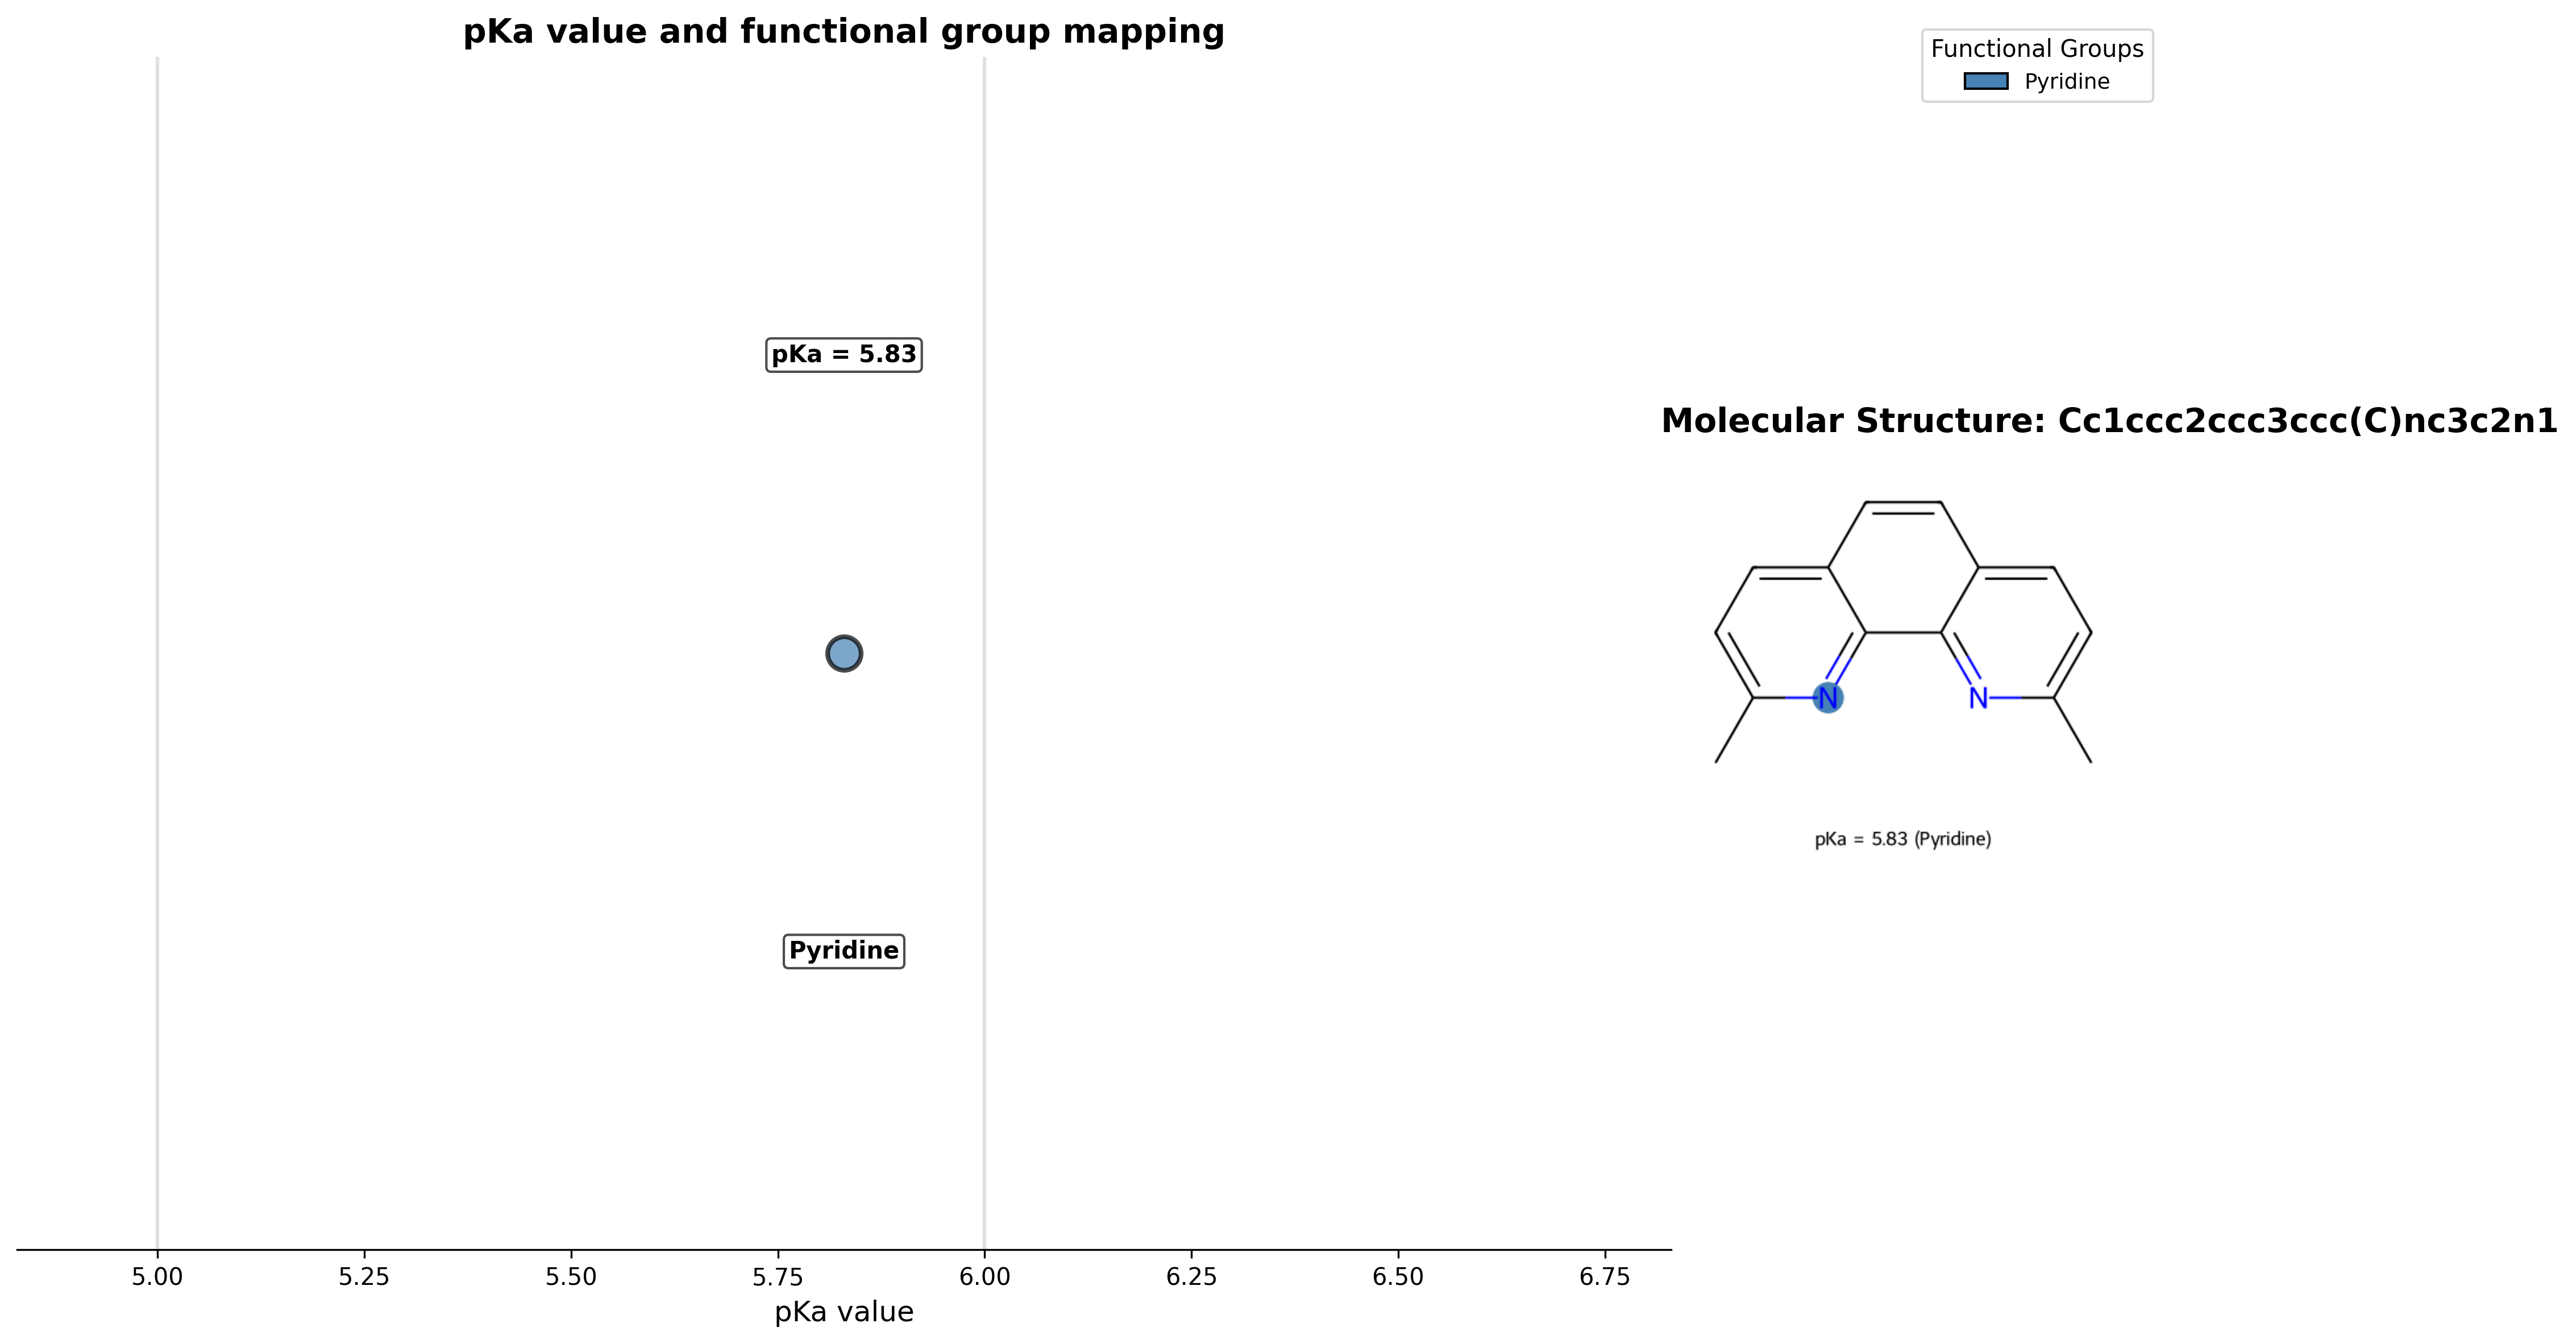 pKa value and functional group mapping
Functional Groups
Pyridine
pKa = 5.83
Molecular Structure: Cc1ccc2ccc3ccc(C)nc3c2n1
N
N
pKa = 5.83 (Pyridine)
Pyridine
5.00 5.25 5.50 5.75 6.00 6.25 6.50 6.75
pKa value